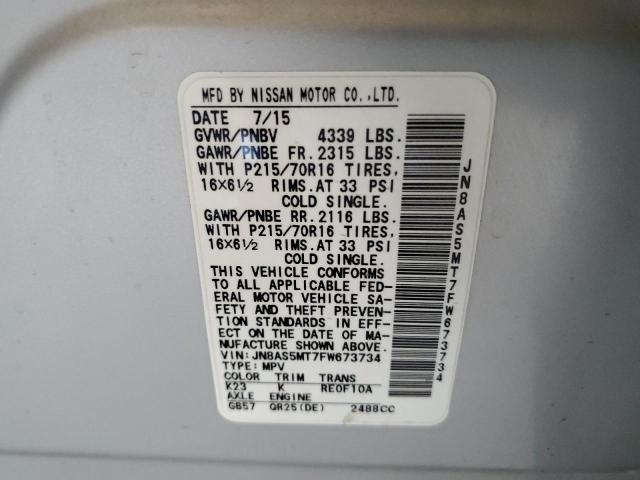 MFD BY NISSAN MOTOR CO.,LTD.
DATE 7/15
GVWR/PNBV 4339 LBS.
GAWR/PNBE FR. 2315 LBS.
WITH P215/70R16 TIRES,
16×6½ RIMS.AT 33 PSI
COLD SINGLE.
GAWR/PNBE RR. 2116 LBS.
WITH P215/70R16 TIRES,
16×6½ RIMS.AT 33 PSI
COLD SINGLE.
THIS VEHICLE CONFORMS
TO ALL APPLICABLE FED-
ERAL MOTOR VEHICLE SA-
FETY AND THEFT PREVEN-
TION STANDARDS IN EFF-
ECT ON THE DATE OF MA-
NUFACTURE SHOWN ABOVE.
VIN: JN8AS5MT7FW673734
TYPE: MPV
COLOR TRIM TRANS
K23 K RE0F10A
AXLE ENGINE
GB57 QR25(DE) 2488CC
JN8AS5MT7FW673734